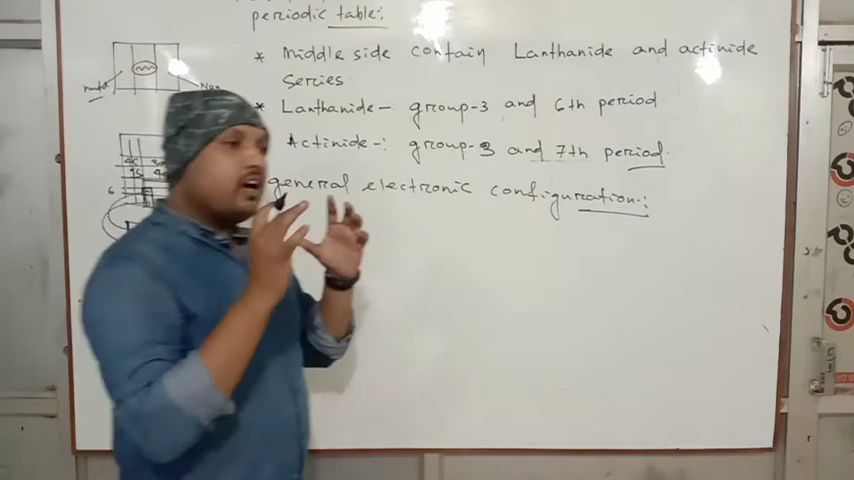 periodic table:
* Middle side contain Lanthanide and actinide
series
* Lanthanide - group-3 and 6th period
Actinide -: group-3 and 7th period.
general electronic configuration-:
6